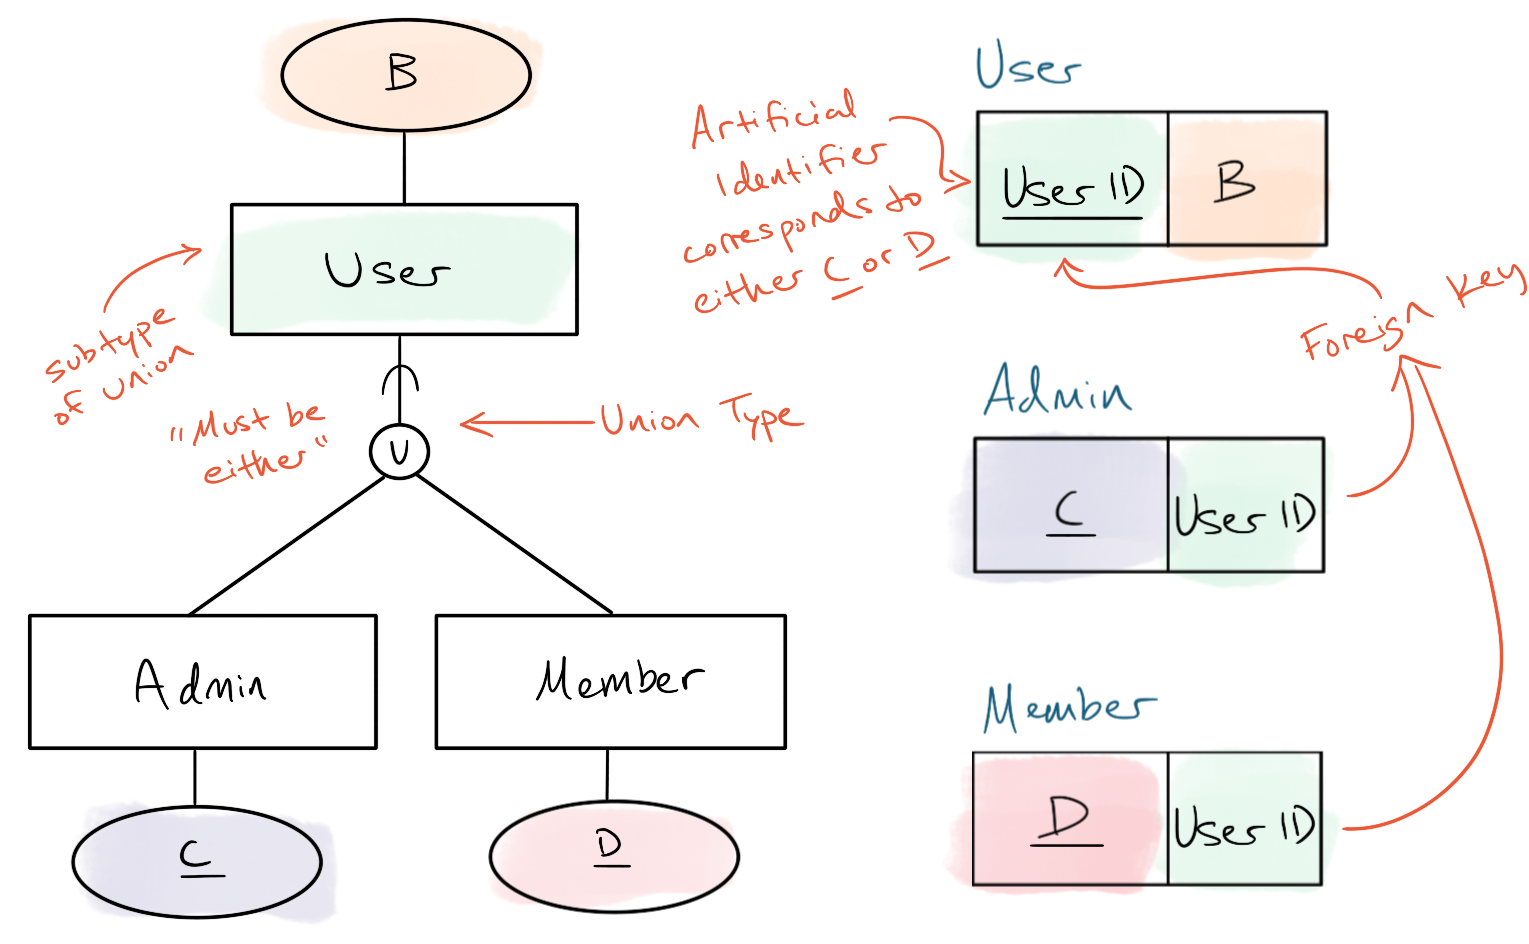 B
User
subtype
of union
"Must be
either"
Union Type
U
Admin
Member
C
D
Artificial
Identifier
corresponds to
either C or D
User
User ID
B
Foreign Key
Admin
C
User ID
Member
D
User ID